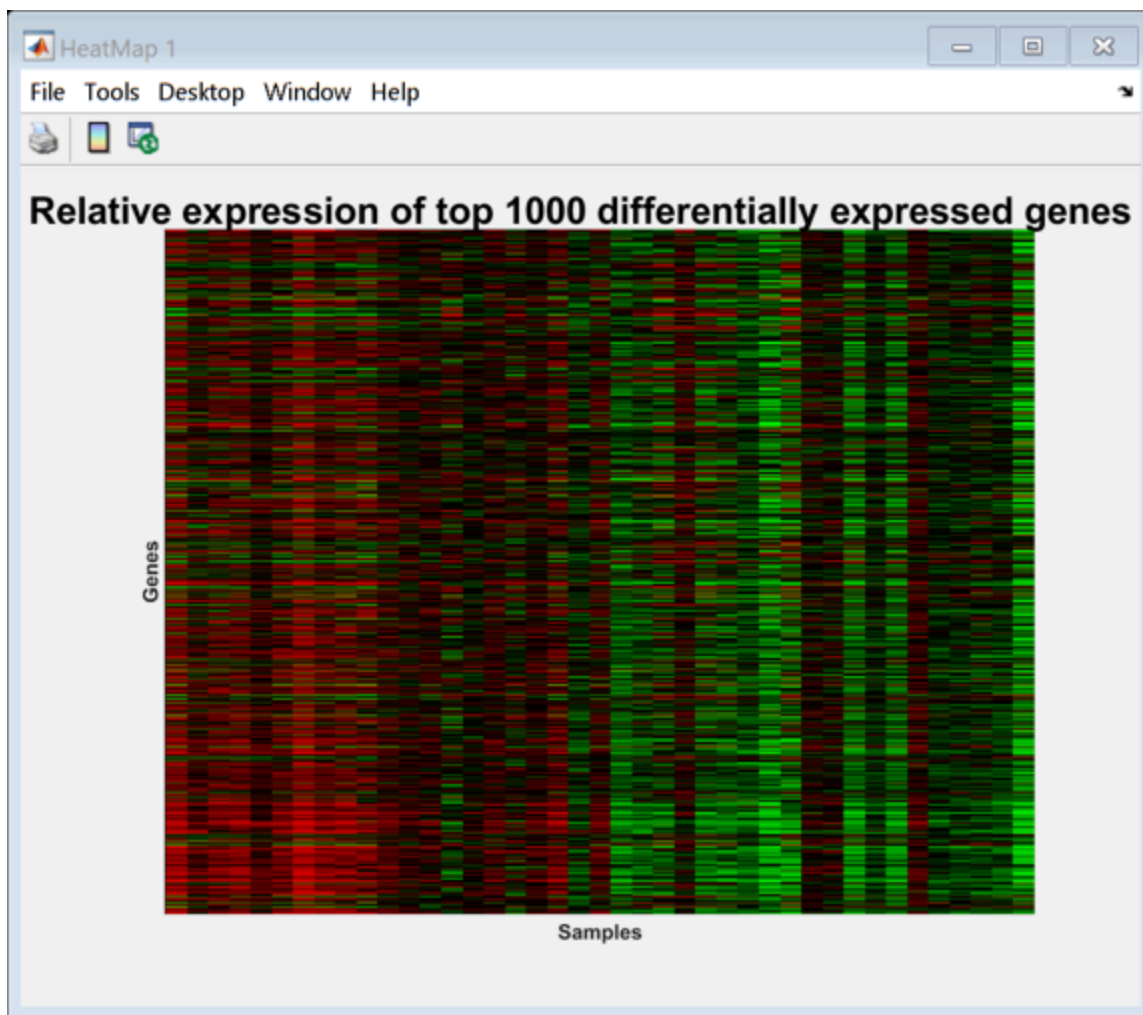 HeatMap 1
File Tools Desktop Window Help
Relative expression of top 1000 differentially expressed genes
Genes
Samples